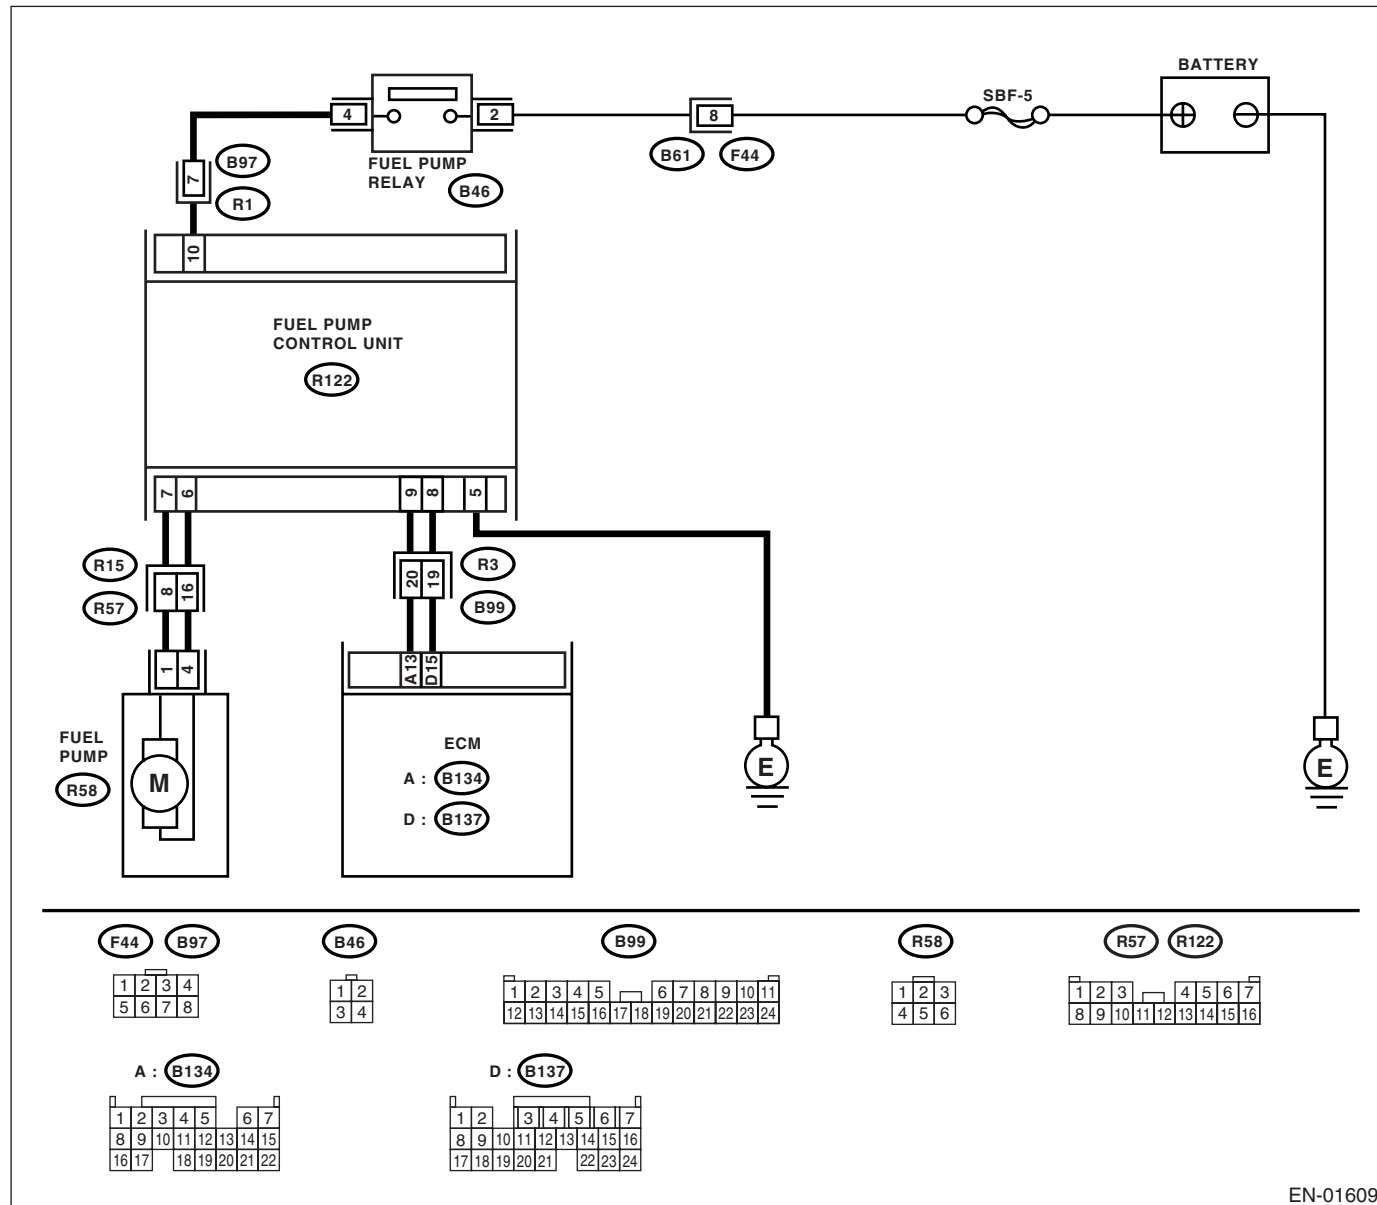 BATTERY
SBF-5
4
2
8
FUEL PUMP
RELAY
B46
B61 F44
7
B97
R1
10
FUEL PUMP
CONTROL UNIT
R122
7 6 9 8 5
R15
R57
8 16
20 19
R3
B99
1 4
A13 D15
FUEL
PUMP
R58
M
ECM
A : B134
D : B137
E
E
F44 B97
1 2 3 4
5 6 7 8
B46
1 2
3 4
B99
1 2 3 4 5 6 7 8 9 10 11
12 13 14 15 16 17 18 19 20 21 22 23 24
R58
1 2 3
4 5 6
R57 R122
1 2 3 4 5 6 7
8 9 10 11 12 13 14 15 16
A : B134
1 2 3 4 5 6 7
8 9 10 11 12 13 14 15
16 17 18 19 20 21 22
D : B137
1 2 3 4 5 6 7
8 9 10 11 12 13 14 15 16
17 18 19 20 21 22 23 24
EN-01609